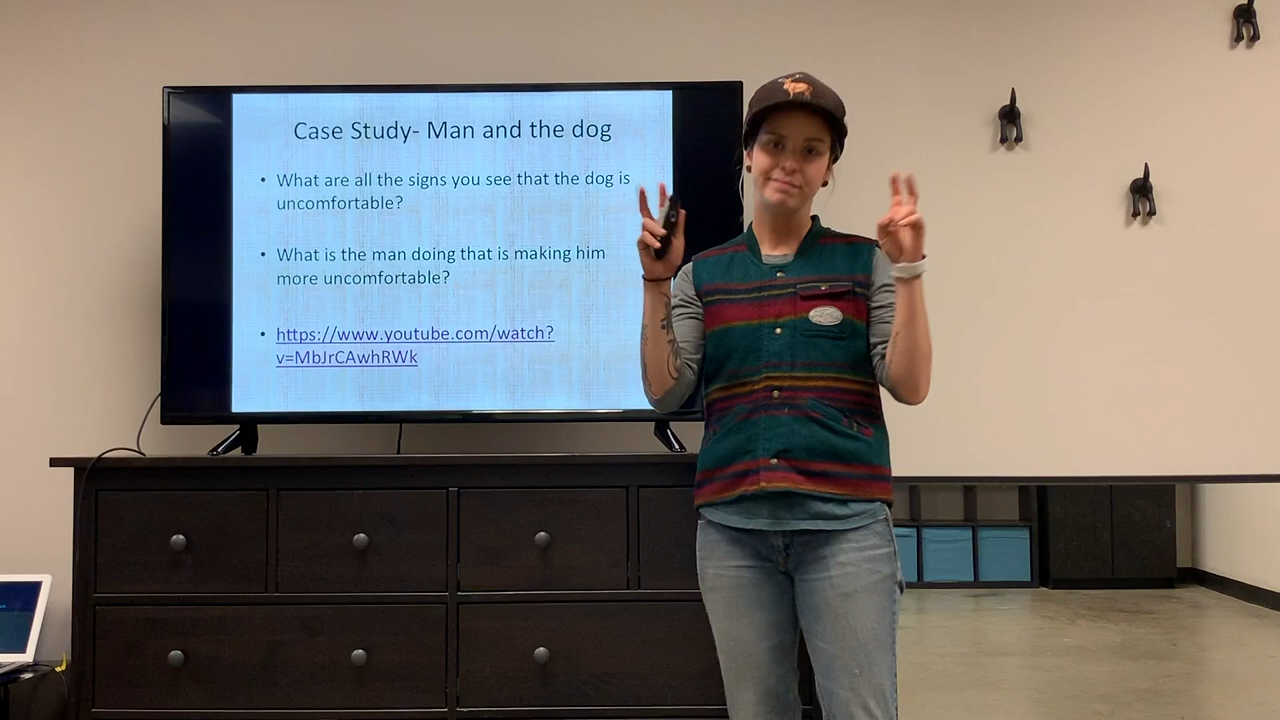 Case Study- Man and the dog
• What are all the signs you see that the dog is
uncomfortable?
• What is the man doing that is making him
more uncomfortable?
• https://www.youtube.com/watch?
v=MbJrCAwhRWk